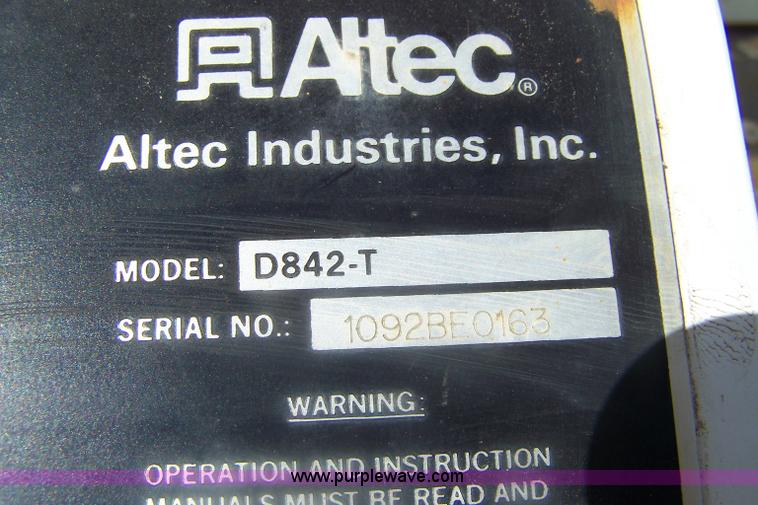 Altec®
Altec Industries, Inc.
MODEL: D842-T
SERIAL NO.: 1092BE0163
WARNING:
OPERATION AND INSTRUCTION
www.purplewave.com
MANUALS MUST BE READ AND